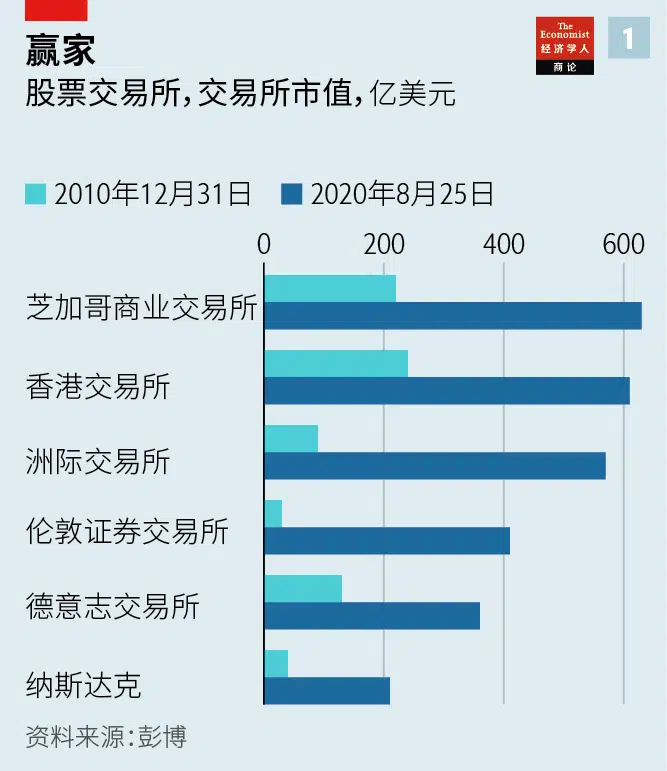 赢家
股票交易所，交易所市值，亿美元
The
Economist
经济学人
商论
1
2010年12月31日 2020年8月25日
0 200 400 600
芝加哥商业交易所
香港交易所
洲际交易所
伦敦证券交易所
德意志交易所
纳斯达克
资料来源：彭博